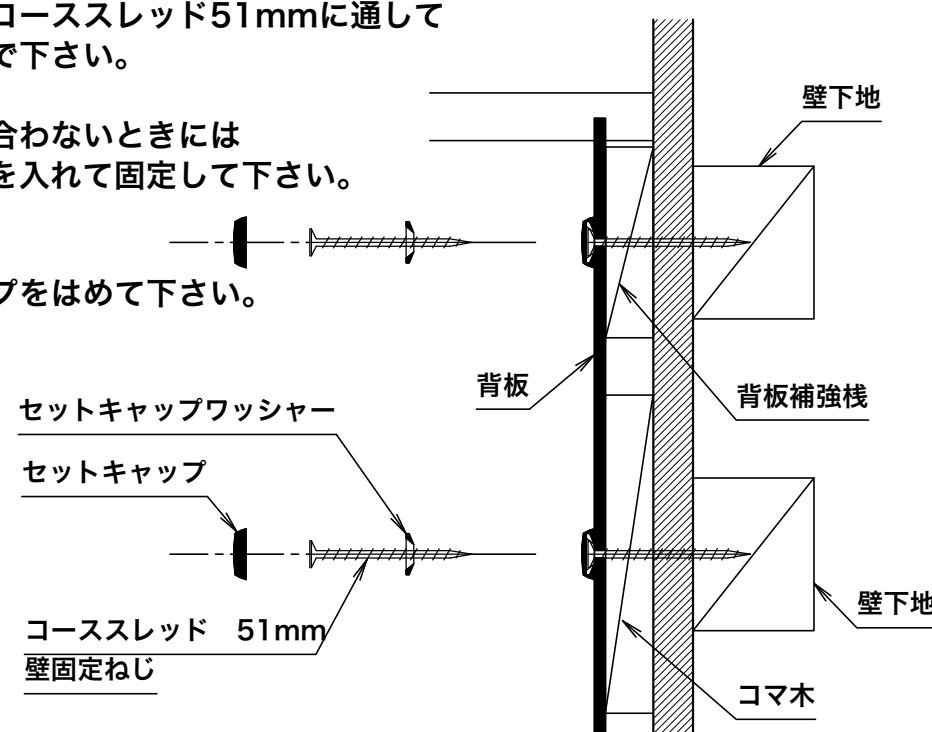 コーススレッド51mmに通して
で下さい。
合わないときには
を入れて固定して下さい。
プをはめて下さい。
壁下地
背板
背板補強桟
セットキャップワッシャー
セットキャップ
コーススレッド　51mm
壁固定ねじ
壁下地
コマ木